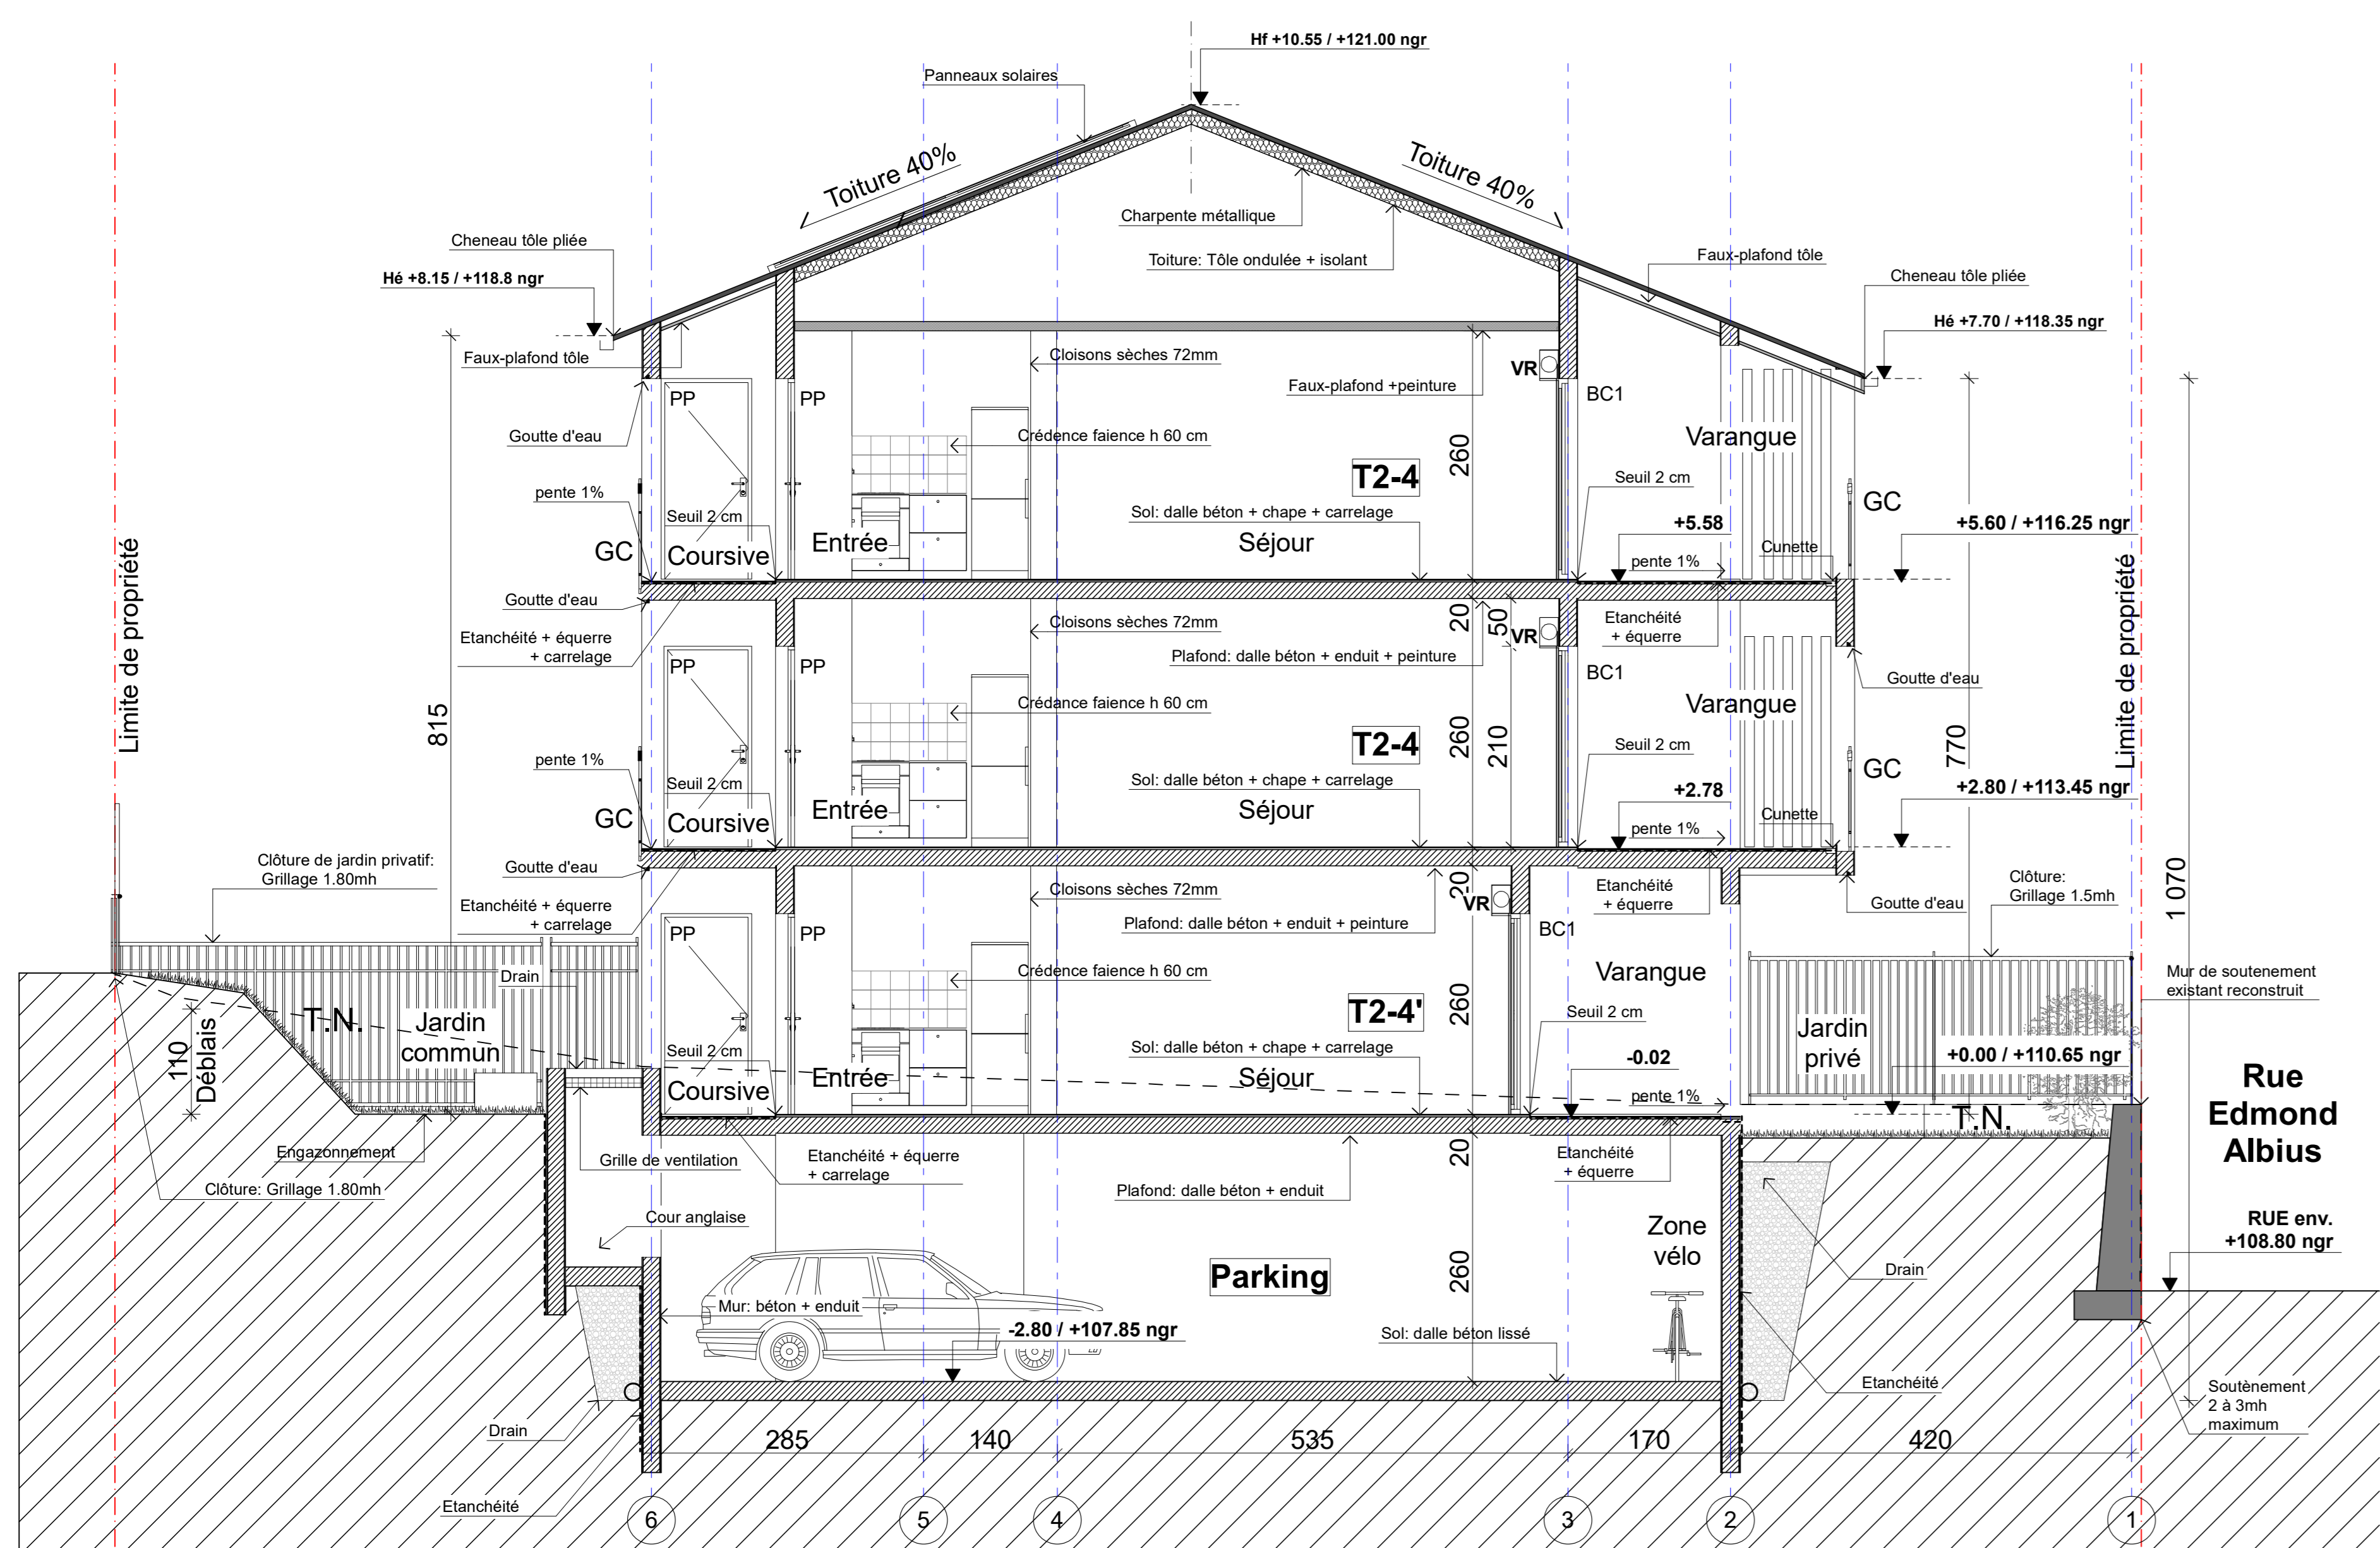 Hf +10.55 / +121.00 ngr
Panneaux solaires
Toiture 40%
Toiture 40%
Charpente métallique
Toiture: Tôle ondulée + isolant
Cheneau tôle pliée
Hé +8.15 / +118.8 ngr
Faux-plafond tôle
Faux-plafond tôle
Cheneau tôle pliée
Hé +7.70 / +118.35 ngr
Cloisons sèches 72mm
Faux-plafond +peinture
VR
PP
PP
BC1
Goutte d'eau
Crédence faience h 60 cm
260
Varangue
T2-4
pente 1%
Seuil 2 cm
Seuil 2 cm
Sol: dalle béton + chape + carrelage
+5.58
+5.60 / +116.25 ngr
GC
GC
Coursive
Entrée
Séjour
pente 1%
Cunette
Limite de propriété
Limite de propriété
Goutte d'eau
Etanchéité + équerre
+ carrelage
Cloisons sèches 72mm
20
50
VR
Etanchéité
+ équerre
Plafond: dalle béton + enduit + peinture
PP
PP
BC1
Goutte d'eau
815
Crédance faience h 60 cm
260
210
Varangue
770
T2-4
pente 1%
Seuil 2 cm
Seuil 2 cm
Sol: dalle béton + chape + carrelage
+2.78
+2.80 / +113.45 ngr
GC
GC
Coursive
Entrée
Séjour
pente 1%
Cunette
Clôture de jardin privatif:
Grillage 1.80mh
Goutte d'eau
Etanchéité + équerre
+ carrelage
Cloisons sèches 72mm
20
VR
Etanchéité
+ équerre
Plafond: dalle béton + enduit + peinture
Goutte d'eau
Clôture:
Grillage 1.5mh
1 070
PP
PP
BC1
Drain
Crédence faience h 60 cm
Varangue
Mur de soutenement
existant reconstruit
110
Déblais
T.N.
Jardin
commun
T2-4'
260
Seuil 2 cm
Seuil 2 cm
Jardin
privé
Sol: dalle béton + chape + carrelage
-0.02
+0.00 / +110.65 ngr
Coursive
Entrée
Séjour
pente 1%
T.N.
Rue
Edmond
Albius
Engazonnement
Grille de ventilation
Etanchéité + équerre
+ carrelage
20
Etanchéité
+ équerre
Clôture: Grillage 1.80mh
Plafond: dalle béton + enduit
Cour anglaise
Zone
vélo
RUE env.
+108.80 ngr
Parking
260
Drain
Mur: béton + enduit
-2.80 / +107.85 ngr
Sol: dalle béton lissé
Etanchéité
Soutènement
2 à 3mh
maximum
Drain
285
140
535
170
420
Etanchéité
6
5
4
3
2
1